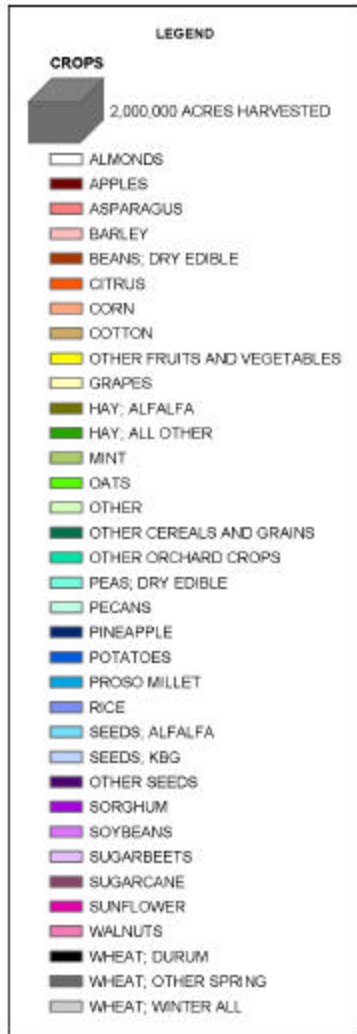 LEGEND
CROPS
2,000,000 ACRES HARVESTED
ALMONDS
APPLES
ASPARAGUS
BARLEY
BEANS; DRY EDIBLE
CITRUS
CORN
COTTON
OTHER FRUITS AND VEGETABLES
GRAPES
HAY; ALFALFA
HAY; ALL OTHER
MINT
OATS
OTHER
OTHER CEREALS AND GRAINS
OTHER ORCHARD CROPS
PEAS; DRY EDIBLE
PECANS
PINEAPPLE
POTATOES
PROSO MILLET
RICE
SEEDS; ALFALFA
SEEDS; KBG
OTHER SEEDS
SORGHUM
SOYBEANS
SUGARBEETS
SUGARCANE
SUNFLOWER
WALNUTS
WHEAT; DURUM
WHEAT; OTHER SPRING
WHEAT; WINTER ALL